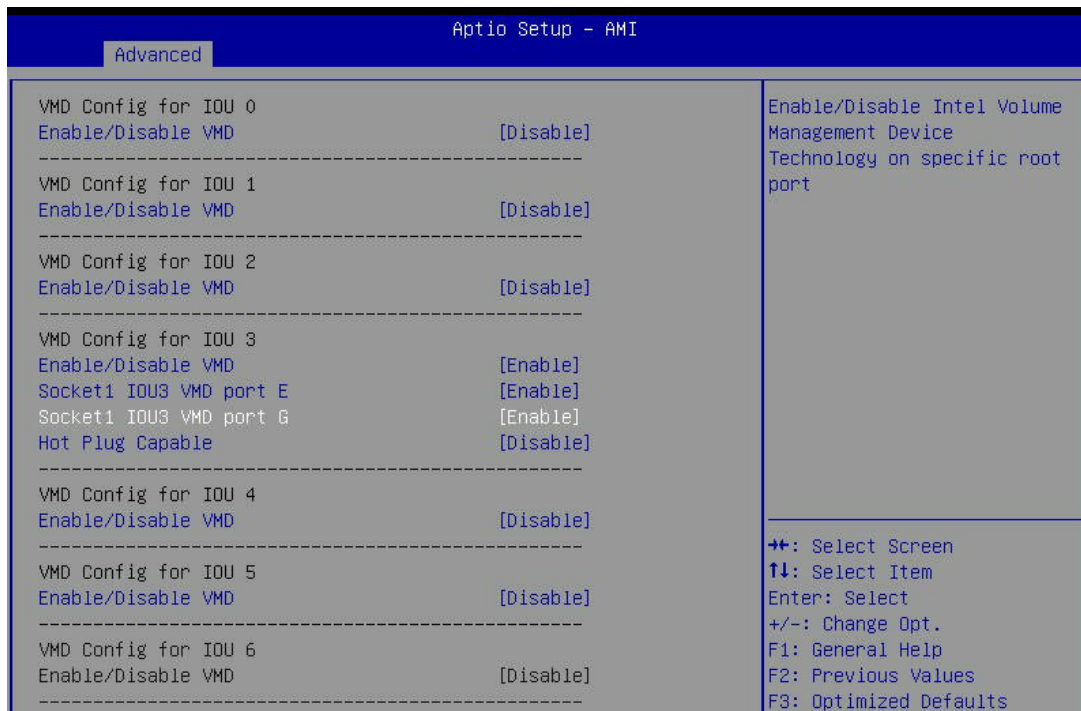 Aptio Setup – AMI
Advanced
VMD Config for IOU 0
Enable/Disable VMD [Disable]
VMD Config for IOU 1
Enable/Disable VMD [Disable]
VMD Config for IOU 2
Enable/Disable VMD [Disable]
VMD Config for IOU 3
Enable/Disable VMD [Enable]
Socket1 IOU3 VMD port E [Enable]
Socket1 IOU3 VMD port G [Enable]
Hot Plug Capable [Disable]
VMD Config for IOU 4
Enable/Disable VMD [Disable]
VMD Config for IOU 5
Enable/Disable VMD [Disable]
VMD Config for IOU 6
Enable/Disable VMD [Disable]
Enable/Disable Intel Volume
Management Device
Technology on specific root
port
→←: Select Screen
↑↓: Select Item
Enter: Select
+/-: Change Opt.
F1: General Help
F2: Previous Values
F3: Optimized Defaults